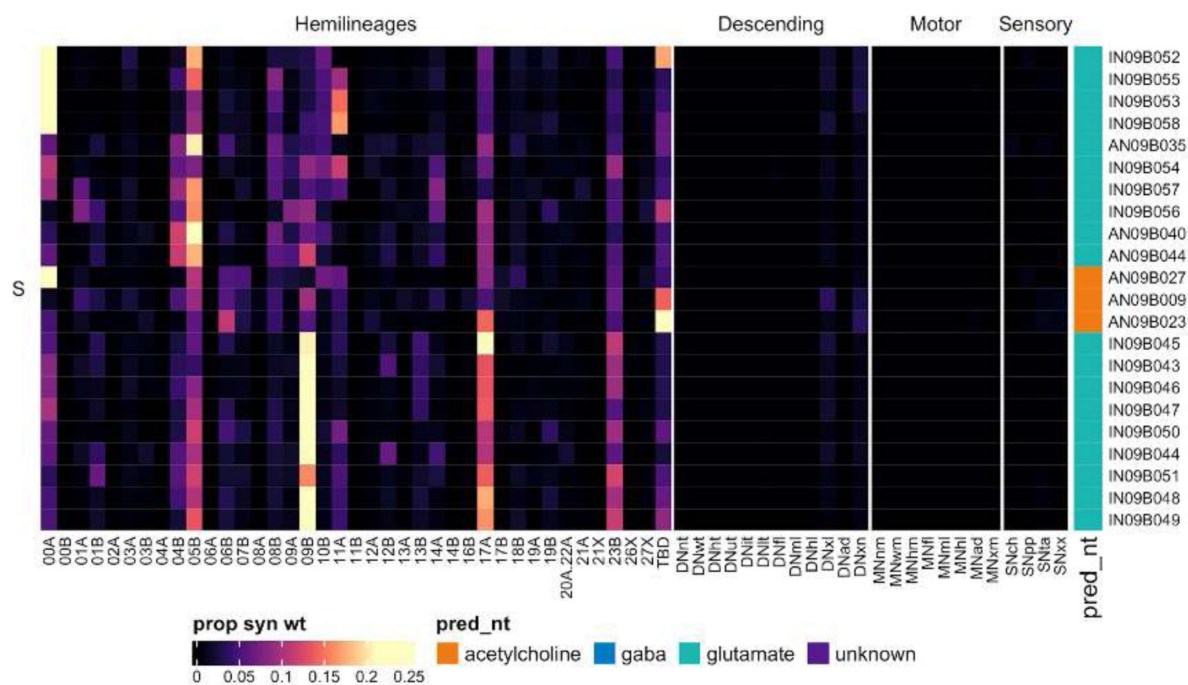 Hemilineages Descending Motor Sensory
IN09B052
IN09B055
IN09B053
IN09B058
AN09B035
IN09B054
IN09B057
IN09B056
AN09B040
AN09B044
S AN09B027
AN09B009
AN09B023
IN09B045
IN09B043
IN09B046
IN09B047
IN09B050
IN09B044
IN09B051
IN09B048
IN09B049
00A 00B 01A 01B 02A 03A 03B 04A 04B 05B 06A 06B 07B 08A 08B 09A 09B 10B 11A 11B 12A 12B 13A 13B 14A 14B 16B 17A 17B 18B 19A 19B 20A.22A 21A 21X 23B 26X 27X TBD DNnt DNwt DNht DNut DNit DNlt DNfl DNml DNhl DNxl DNad DNxn MNnm MNwm MNhm MNfl MNml MNhl MNad MNxm SNch SNpp SNta SNxx pred_nt
prop syn wt pred_nt
acetylcholine gaba glutamate unknown
0 0.05 0.1 0.15 0.2 0.25